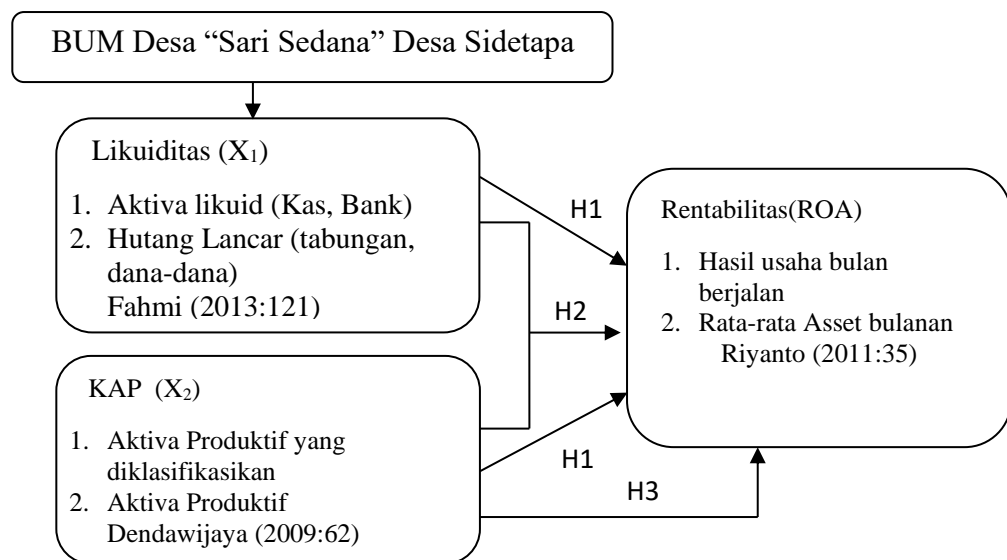 BUM Desa “Sari Sedana” Desa Sidetapa
Likuiditas (X₁)
1. Aktiva likuid (Kas, Bank)
2. Hutang Lancar (tabungan,
dana-dana)
Fahmi (2013:121)
H1
H2
Rentabilitas(ROA)
1. Hasil usaha bulan
berjalan
2. Rata-rata Asset bulanan
Riyanto (2011:35)
KAP (X₂)
1. Aktiva Produktif yang
diklasifikasikan
2. Aktiva Produktif
Dendawijaya (2009:62)
H1
H3